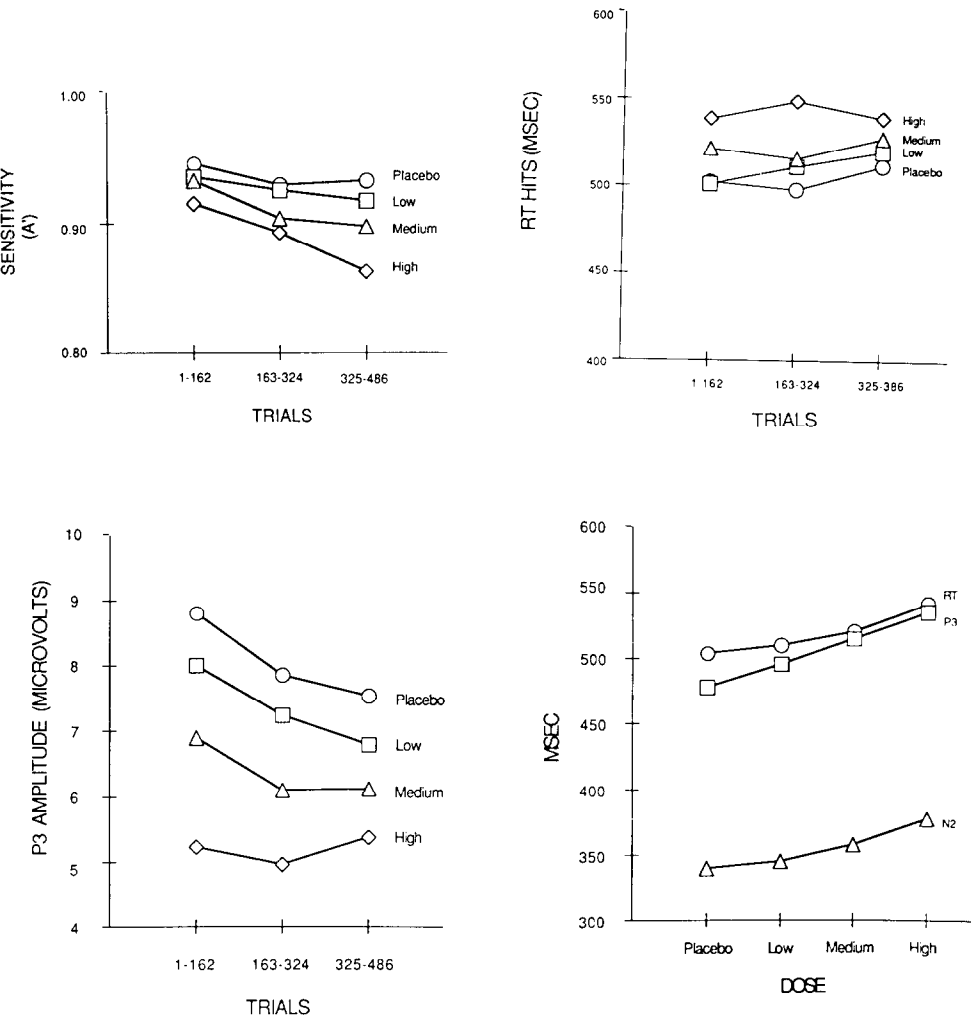 1.00
0.90
0.80
SENSITIVITY
(A')
Placebo
Low
Medium
High
1-162 163-324 325-486
TRIALS
600
550
500
450
400
RT HITS (MSEC)
High
Medium
Low
Placebo
1 162 163-324 325-386
TRIALS
10
9
8
7
6
5
4
P3 AMPLITUDE (MICROVOLTS)
Placebo
Low
Medium
High
1-162 163-324 325-486
TRIALS
600
550
500
450
400
350
300
MSEC
RT
P3
N2
Placebo Low Medium High
DOSE